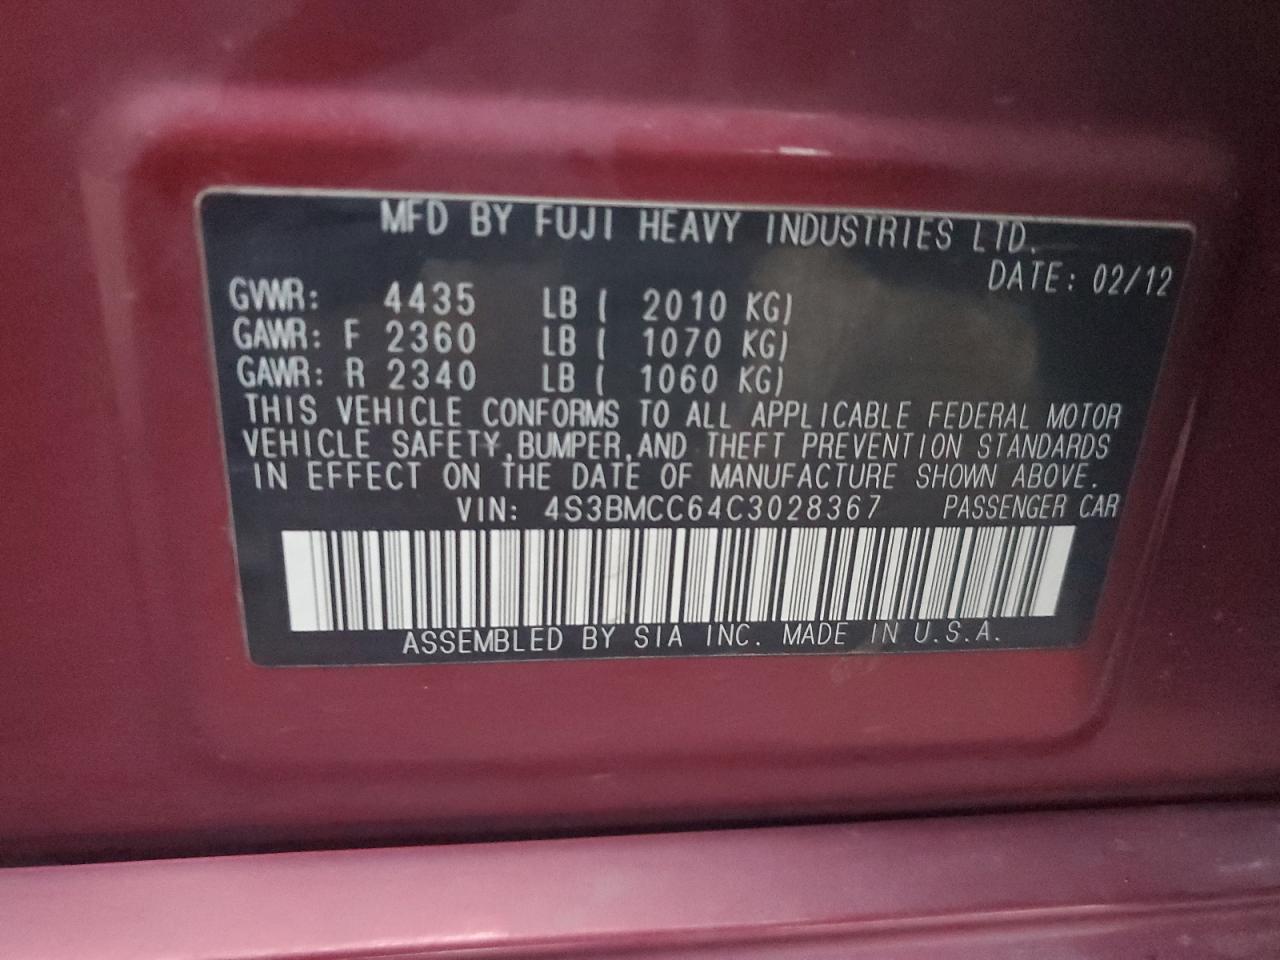 MFD BY FUJI HEAVY INDUSTRIES LTD.
DATE: 02/12
GVWR: 4435 LB ( 2010 KG)
GAWR: F 2360 LB ( 1070 KG)
GAWR: R 2340 LB ( 1060 KG)
THIS VEHICLE CONFORMS TO ALL APPLICABLE FEDERAL MOTOR
VEHICLE SAFETY, BUMPER, AND THEFT PREVENTION STANDARDS
IN EFFECT ON THE DATE OF MANUFACTURE SHOWN ABOVE.
VIN: 4S3BMCC64C3028367 PASSENGER CAR
ASSEMBLED BY SIA INC. MADE IN U.S.A.